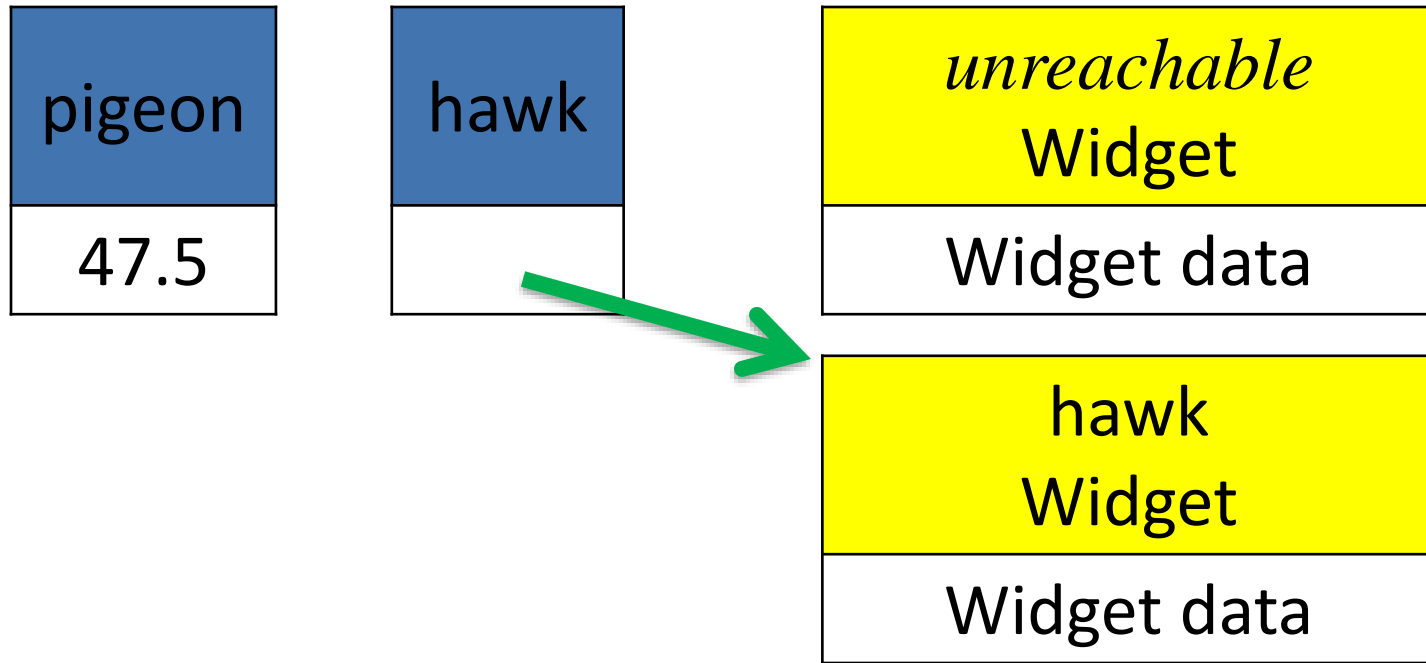 pigeon
47.5
hawk
unreachable
Widget
Widget data
hawk
Widget
Widget data